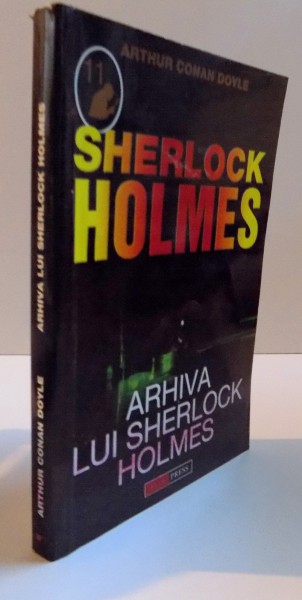 11
ARTHUR CONAN DOYLE
SHERLOCK
HOLMES
ARHIVA
LUI SHERLOCK
HOLMES
PRESS
ARTHUR CONAN DOYLE ARHIVA LUI SHERLOCK HOLMES